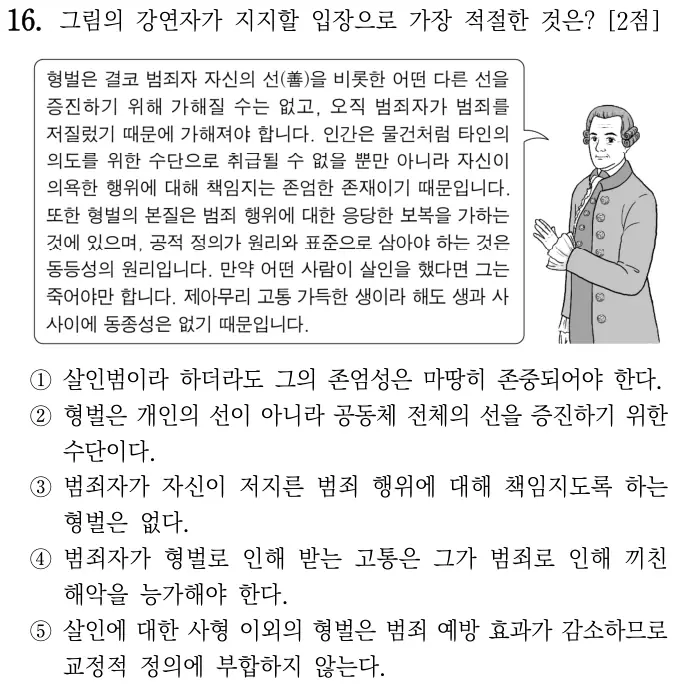 16. 그림의 강연자가 지지할 입장으로 가장 적절한 것은? [2점]
형벌은 결코 범죄자 자신의 선(善)을 비롯한 어떤 다른 선을
증진하기 위해 가해질 수는 없고, 오직 범죄자가 범죄를
저질렀기 때문에 가해져야 합니다. 인간은 물건처럼 타인의
의도를 위한 수단으로 취급될 수 없을 뿐만 아니라 자신이
의욕한 행위에 대해 책임지는 존엄한 존재이기 때문입니다.
또한 형벌의 본질은 범죄 행위에 대한 응당한 보복을 가하는
것에 있으며, 공적 정의가 원리와 표준으로 삼아야 하는 것은
동등성의 원리입니다. 만약 어떤 사람이 살인을 했다면 그는
죽어야만 합니다. 제아무리 고통 가득한 생이라 해도 생과 사
사이에 동종성은 없기 때문입니다.
① 살인범이라 하더라도 그의 존엄성은 마땅히 존중되어야 한다.
② 형벌은 개인의 선이 아니라 공동체 전체의 선을 증진하기 위한
수단이다.
③ 범죄자가 자신이 저지른 범죄 행위에 대해 책임지도록 하는
형벌은 없다.
④ 범죄자가 형벌로 인해 받는 고통은 그가 범죄로 인해 끼친
해악을 능가해야 한다.
⑤ 살인에 대한 사형 이외의 형벌은 범죄 예방 효과가 감소하므로
교정적 정의에 부합하지 않는다.